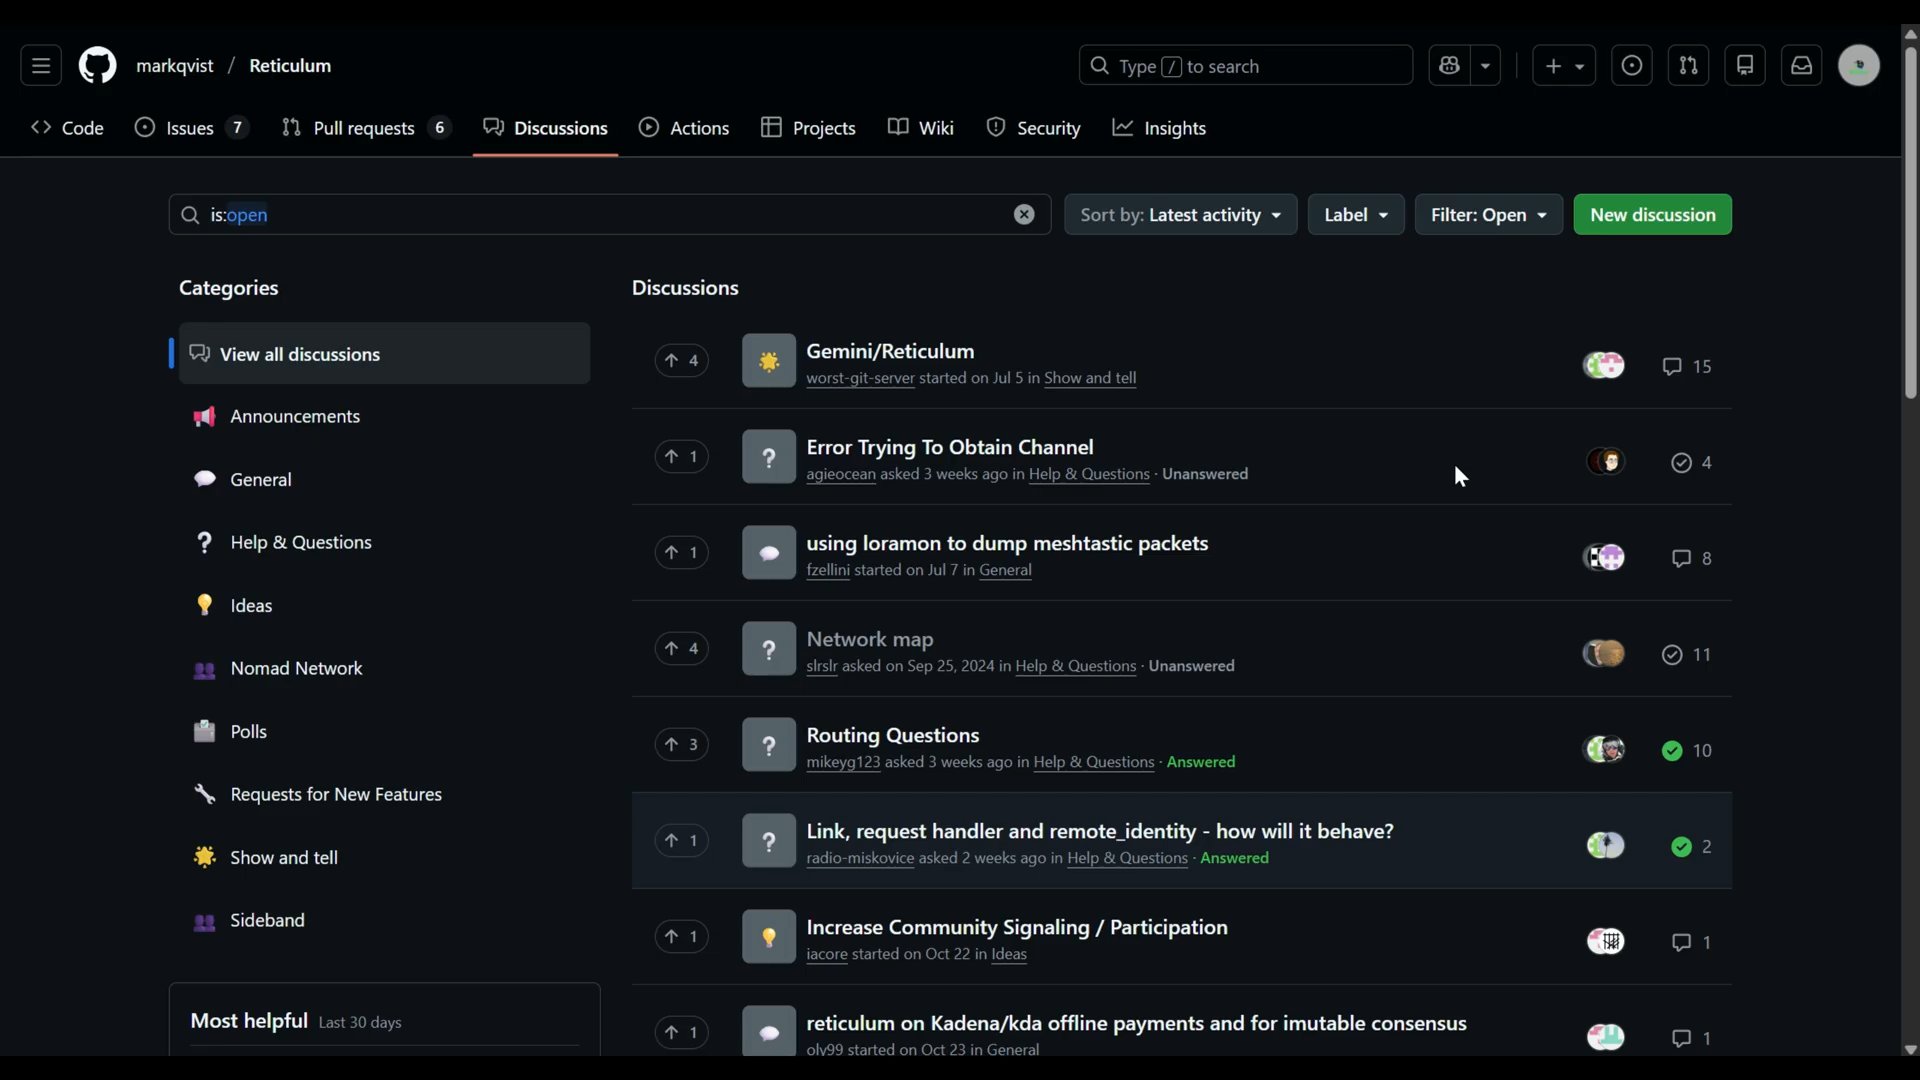 markqvist / Reticulum
Type / to search
Code
Issues 7
Pull requests 6
Discussions
Actions
Projects
Wiki
Security
Insights
is:open
Sort by: Latest activity
Label
Filter: Open
New discussion
Categories
View all discussions
Announcements
General
Help & Questions
Ideas
Nomad Network
Polls
Requests for New Features
Show and tell
Sideband
Most helpful Last 30 days
Discussions
4
Gemini/Reticulum
worst-git-server started on Jul 5 in Show and tell
15
1
Error Trying To Obtain Channel
agieocean asked 3 weeks ago in Help & Questions · Unanswered
4
1
using loramon to dump meshtastic packets
fzellini started on Jul 7 in General
8
4
Network map
slrslr asked on Sep 25, 2024 in Help & Questions · Unanswered
11
3
Routing Questions
mikeyg123 asked 3 weeks ago in Help & Questions · Answered
10
1
Link, request handler and remote_identity - how will it behave?
radio-miskovice asked 2 weeks ago in Help & Questions · Answered
2
1
Increase Community Signaling / Participation
iacore started on Oct 22 in Ideas
1
1
reticulum on Kadena/kda offline payments and for imutable consensus
oly99 started on Oct 23 in General
1